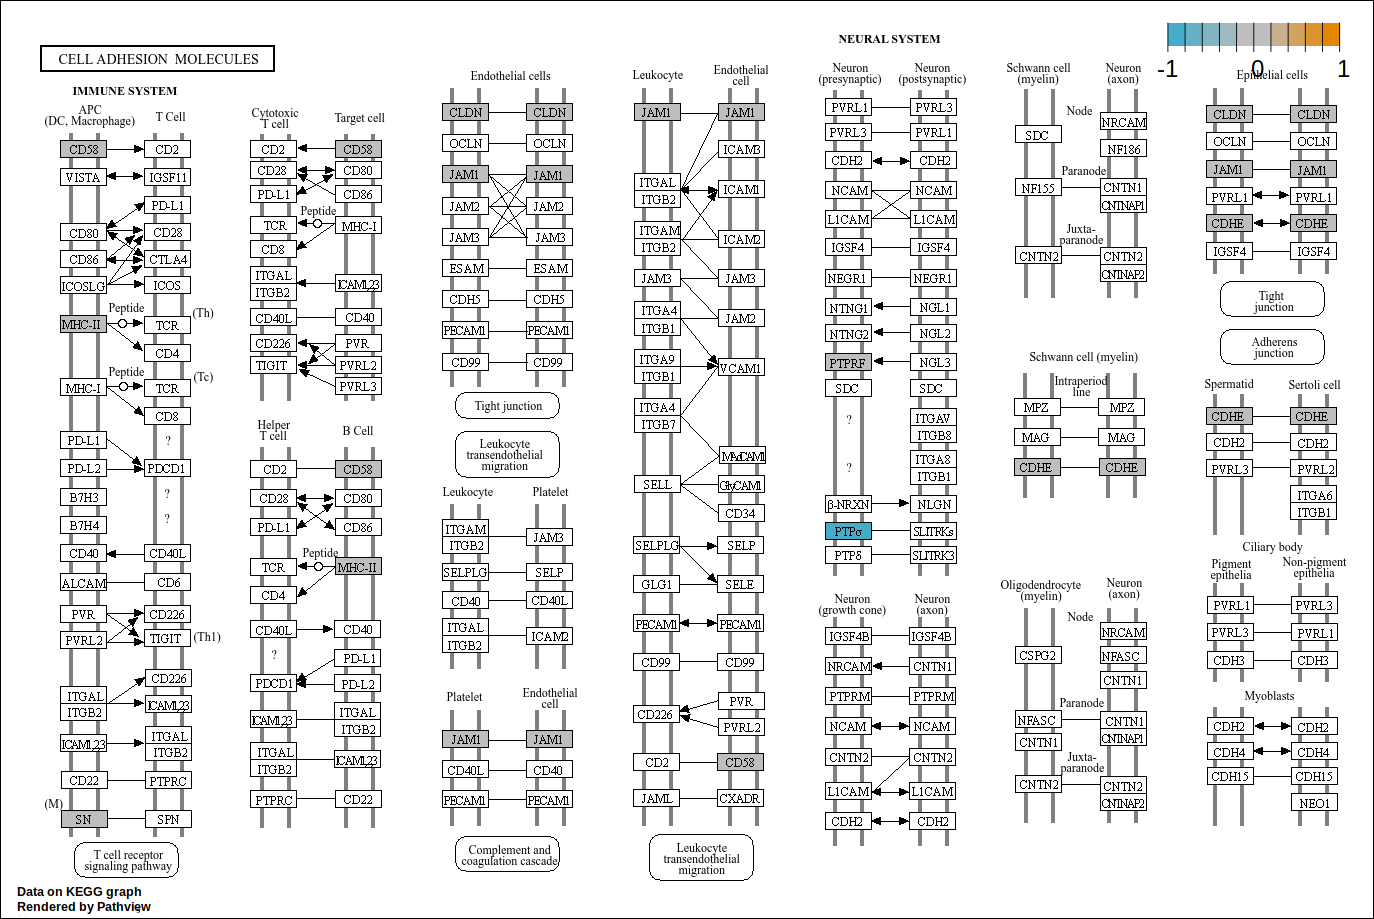 CELL ADHESION MOLECULES
-1
0
1
IMMUNE SYSTEM
APC
(DC, Macrophage)
T Cell
CD58
CD2
VISTA
IGSF11
PD-L1
CD80
CD28
CD86
CTLA4
ICOSLG
ICOS
Peptide
(Th)
MHC-II
TCR
CD4
Peptide
(Tc)
MHC-I
TCR
CD8
PD-L1
?
PD-L2
PDCD1
B7H3
?
B7H4
?
CD40
CD40L
ALCAM
CD6
PVR
CD226
PVRL2
TIGIT
(Th1)
CD226
ITGAL
ITGB2
ICAM1,2,3
ICAM1,2,3
ITGAL
ITGB2
CD22
PTPRC
(M)
SN
SPN
T cell receptor
signaling pathway
Cytotoxic
T cell
Target cell
CD2
CD58
CD28
CD80
PD-L1
CD86
Peptide
TCR
MHC-I
CD8
ITGAL
ITGB2
ICAM1,2,3
CD40L
CD40
CD226
PVR
TIGIT
PVRL2
PVRL3
Helper
T cell
B Cell
CD2
CD58
CD28
CD80
PD-L1
CD86
Peptide
TCR
MHC-II
CD4
CD40L
CD40
?
PD-L1
PDCD1
PD-L2
ICAM1,2,3
ITGAL
ITGB2
ITGAL
ITGB2
ICAM1,2,3
PTPRC
CD22
Endothelial cells
CLDN
CLDN
OCLN
OCLN
JAM1
JAM1
JAM2
JAM2
JAM3
JAM3
ESAM
ESAM
CDH5
CDH5
PECAM1
PECAM1
CD99
CD99
Tight junction
Leukocyte
transendothelial
migration
Leukocyte
Platelet
ITGAM
ITGB2
JAM3
SELPLG
SELP
CD40
CD40L
ITGAL
ITGB2
ICAM2
Platelet
Endothelial
cell
JAM1
JAM1
CD40L
CD40
PECAM1
PECAM1
Complement and
coagulation cascade
Leukocyte
Endothelial
cell
JAM1
JAM1
ICAM3
ITGAL
ITGB2
ICAM1
ITGAM
ITGB2
ICAM2
JAM3
JAM3
ITGA4
ITGB1
JAM2
ITGA9
ITGB1
VCAM1
ITGA4
ITGB7
MAdCAM1
SELL
GlyCAM1
CD34
SELPLG
SELP
GLG1
SELE
PECAM1
PECAM1
CD99
CD99
PVR
CD226
PVRL2
CD2
CD58
JAML
CXADR
Leukocyte
transendothelial
migration
NEURAL SYSTEM
Neuron
(presynaptic)
Neuron
(postsynaptic)
PVRL1
PVRL3
PVRL3
PVRL1
CDH2
CDH2
NCAM
NCAM
L1CAM
L1CAM
IGSF4
IGSF4
NEGR1
NEGR1
NTNG1
NGL1
NTNG2
NGL2
PTPRF
NGL3
SDC
SDC
?
ITGAV
ITGB8
?
ITGA8
ITGB1
β-NRXN
NLGN
PTPσ
SLITRKs
PTPδ
SLITRK3
Neuron
(growth cone)
Neuron
(axon)
IGSF4B
IGSF4B
NRCAM
CNTN1
PTPRM
PTPRM
NCAM
NCAM
CNTN2
CNTN2
L1CAM
L1CAM
CDH2
CDH2
Schwann cell
(myelin)
Neuron
(axon)
Node
NRCAM
SDC
NF186
Paranode
NF155
CNTN1
CNTNAP1
Juxta-
paranode
CNTN2
CNTN2
CNTNAP2
Schwann cell (myelin)
Intraperiod
line
MPZ
MPZ
MAG
MAG
CDHE
CDHE
Oligodendrocyte
(myelin)
Neuron
(axon)
Node
NRCAM
CSPG2
NFASC
CNTN1
Paranode
NFASC
CNTN1
CNTNAP1
CNTN1
Juxta-
paranode
CNTN2
CNTN2
CNTNAP2
Epithelial cells
CLDN
CLDN
OCLN
OCLN
JAM1
JAM1
PVRL1
PVRL1
CDHE
CDHE
IGSF4
IGSF4
Tight
junction
Adherens
junction
Spermatid
Sertoli cell
CDHE
CDHE
CDH2
CDH2
PVRL3
PVRL2
ITGA6
ITGB1
Ciliary body
Pigment
epithelia
Non-pigment
epithelia
PVRL1
PVRL3
PVRL3
PVRL1
CDH3
CDH3
Myoblasts
CDH2
CDH2
CDH4
CDH4
CDH15
CDH15
NEO1
Data on KEGG graph
Rendered by Pathview